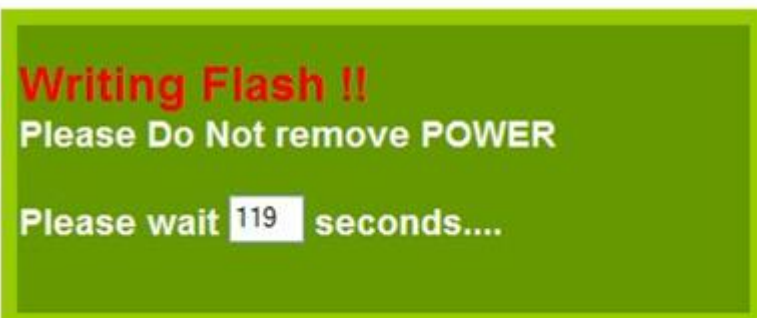 Writing Flash !!
Please Do Not remove POWER
Please wait 119 seconds....